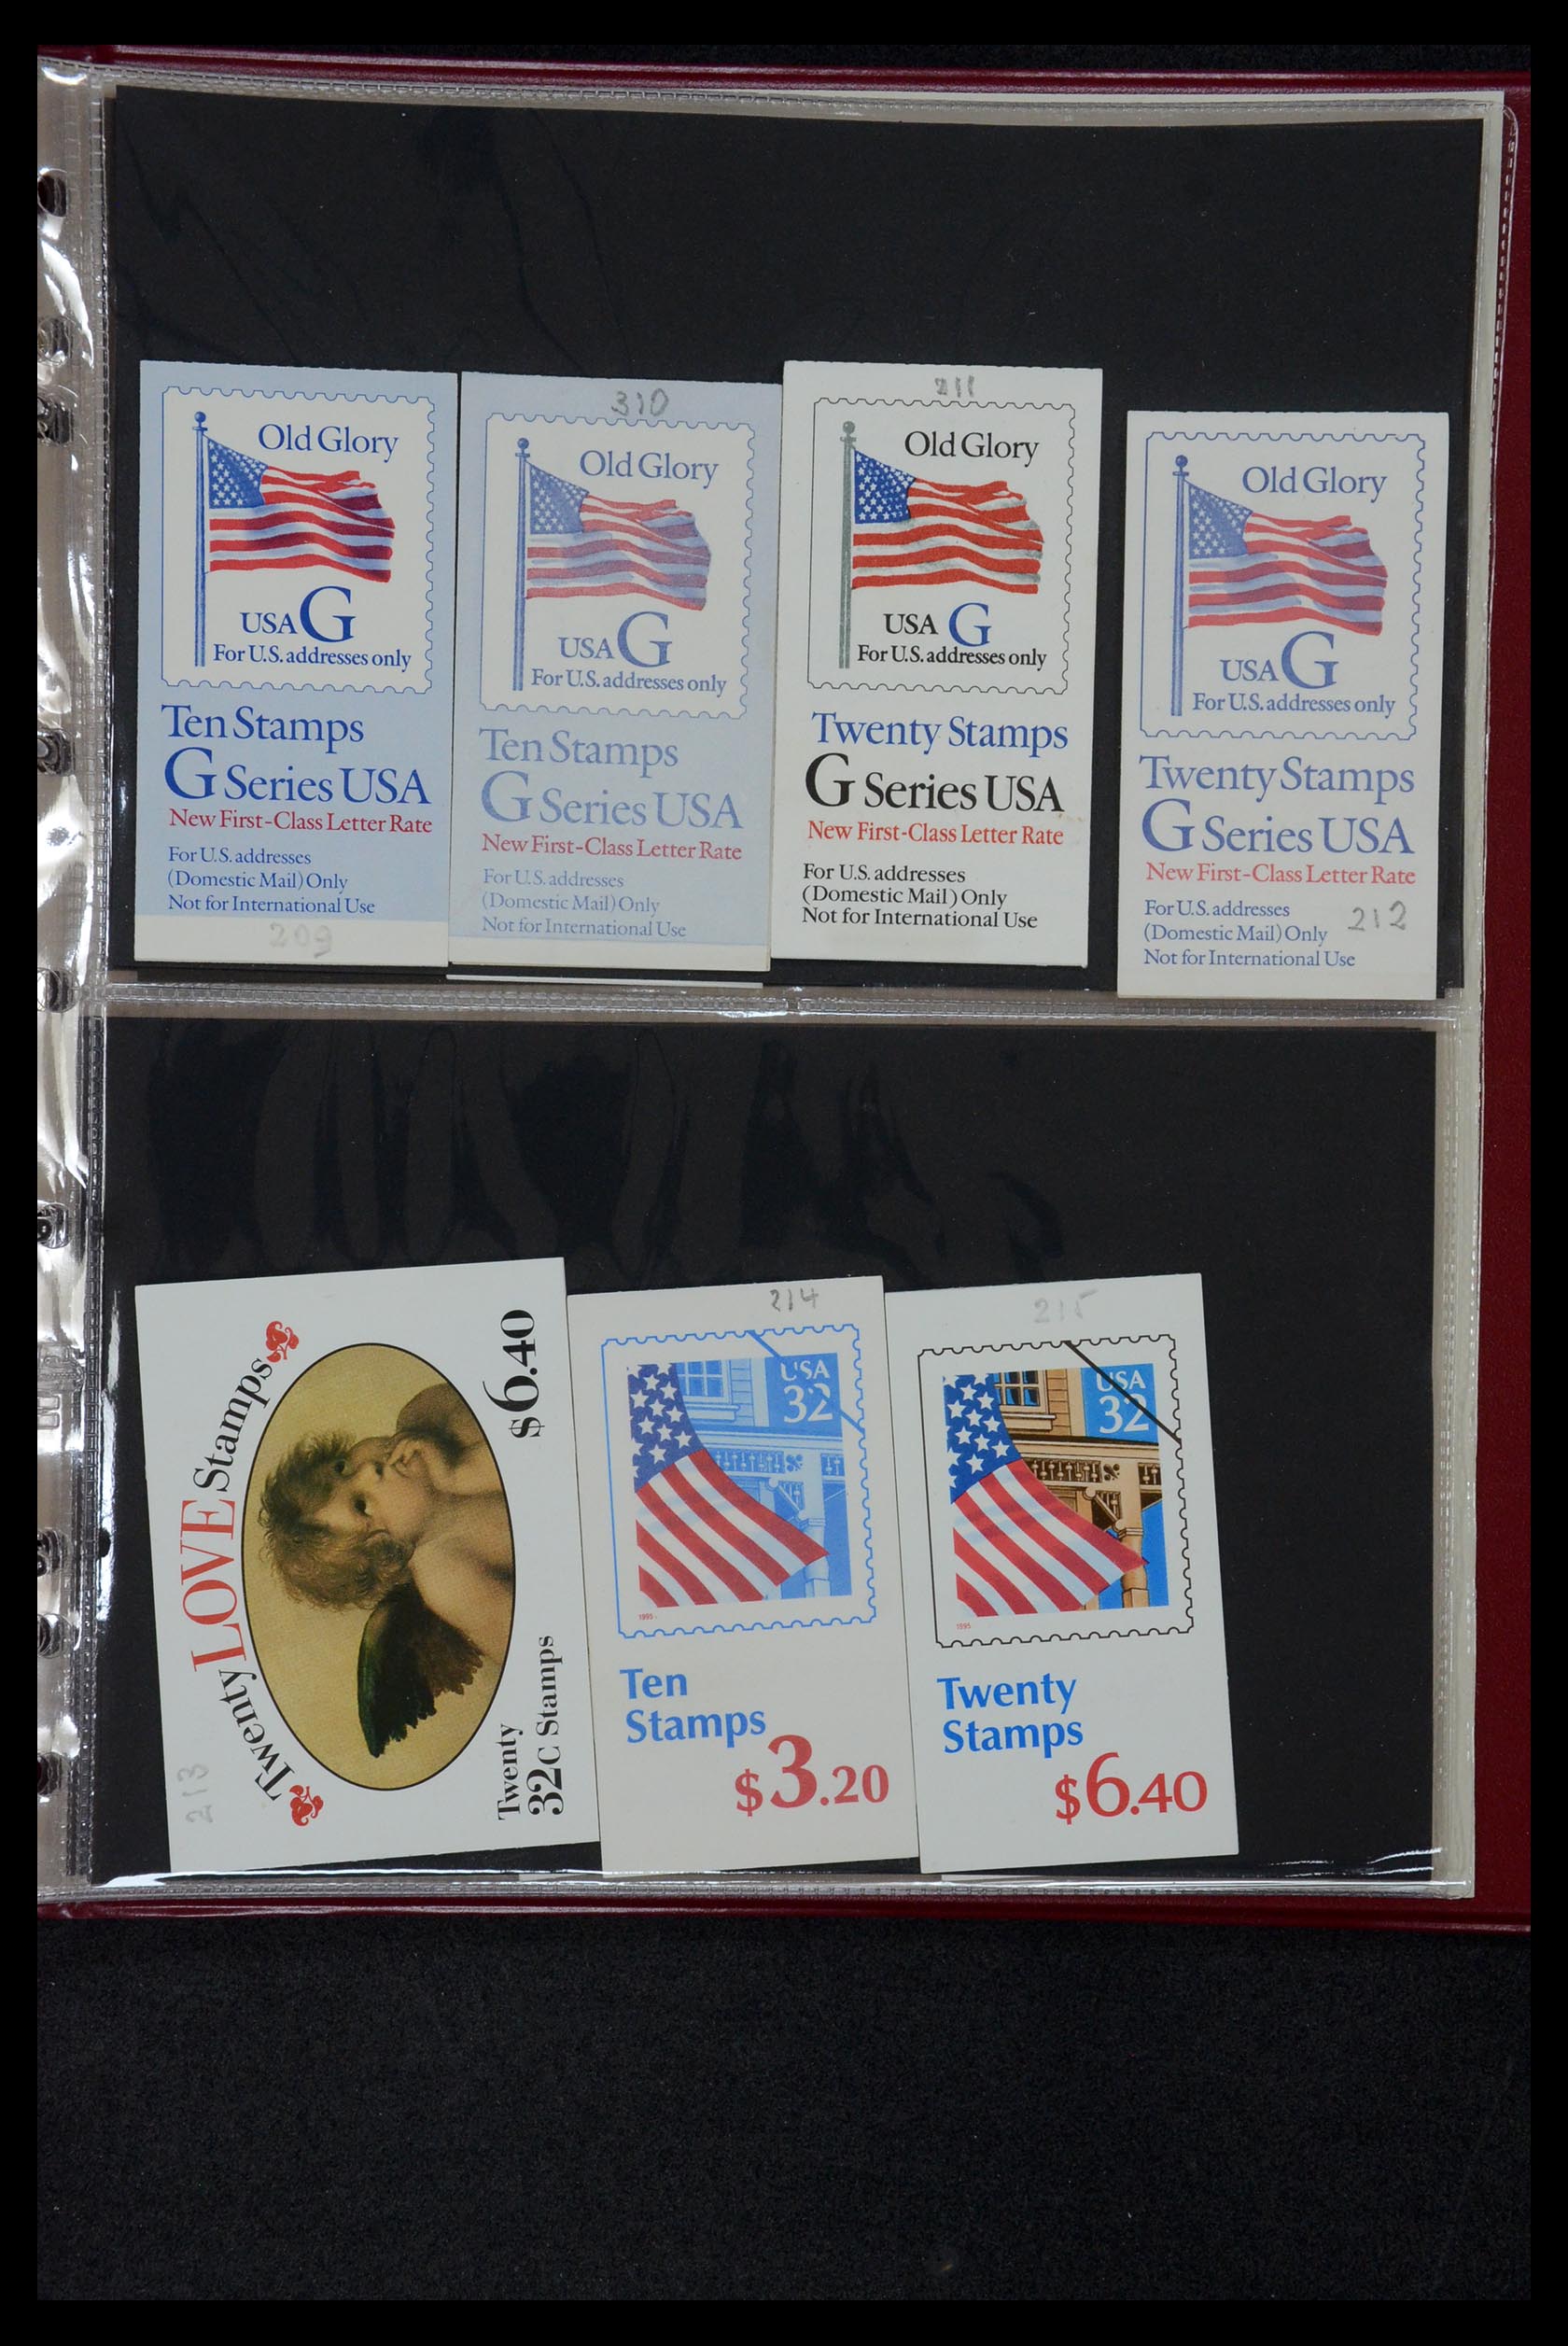 Old Glory
USA G
For U.S. addresses only
Ten Stamps
G Series USA
New First-Class Letter Rate
For U.S. addresses
(Domestic Mail) Only
Not for International Use
209
310
Old Glory
USA G
For U.S. addresses only
Ten Stamps
G Series USA
New First-Class Letter Rate
For U.S. addresses
(Domestic Mail) Only
Not for International Use
211
Old Glory
USA G
For U.S. addresses only
Twenty Stamps
G Series USA
New First-Class Letter Rate
For U.S. addresses
(Domestic Mail) Only
Not for International Use
Old Glory
USA G
For U.S. addresses only
Twenty Stamps
G Series USA
New First-Class Letter Rate
For U.S. addresses
(Domestic Mail) Only
Not for International Use
212
213
Twenty LOVE Stamps
Twenty
32c Stamps
$6.40
214
USA
32
1995
Ten
Stamps
$3.20
215
USA
32
1995
Twenty
Stamps
$6.40